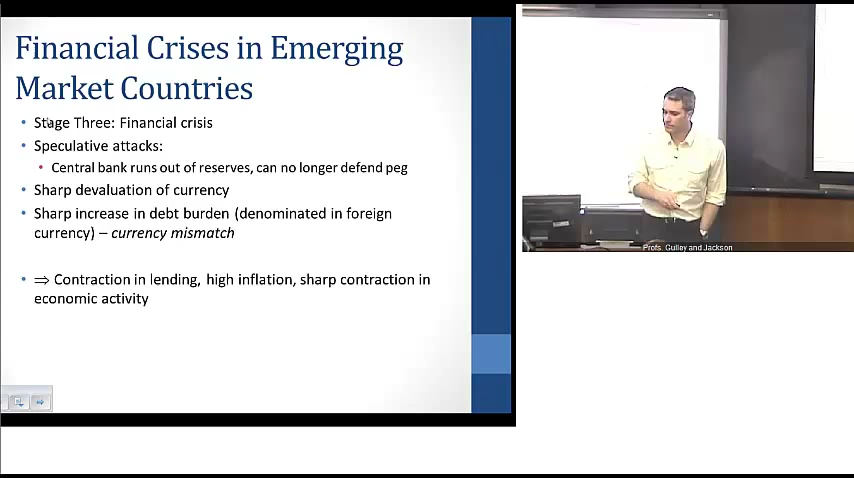 Financial Crises in Emerging
Market Countries
• Stage Three: Financial crisis
• Speculative attacks:
• Central bank runs out of reserves, can no longer defend peg
• Sharp devaluation of currency
• Sharp increase in debt burden (denominated in foreign
currency) – currency mismatch
• ⇒ Contraction in lending, high inflation, sharp contraction in
economic activity
Profs. Gulley and Jackson